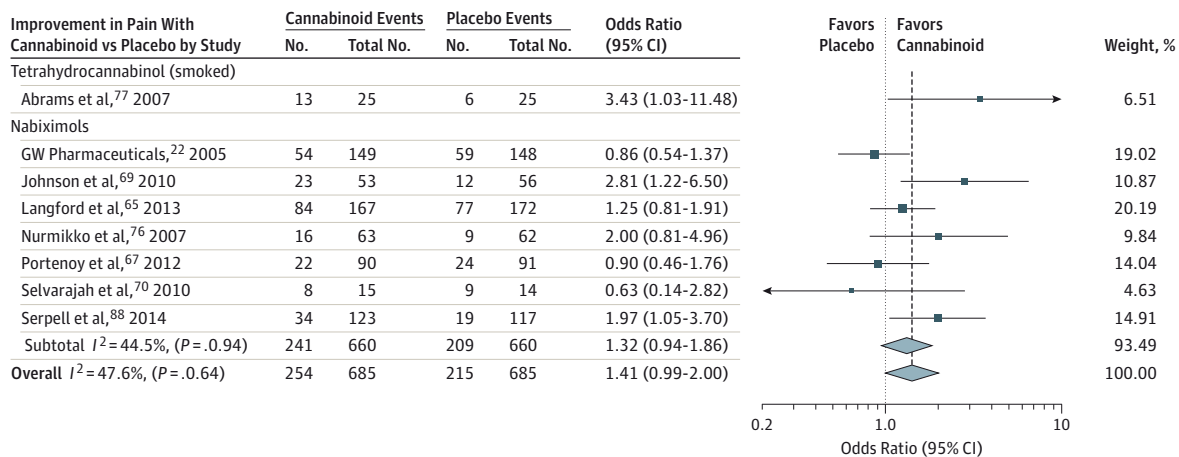 Improvement in Pain With Cannabinoid Events Placebo Events Odds Ratio Favors Favors
Cannabinoid vs Placebo by Study No. Total No. No. Total No. (95% CI) Placebo Cannabinoid Weight, %
Tetrahydrocannabinol (smoked)
Abrams et al,77 2007 13 25 6 25 3.43 (1.03-11.48) 6.51
Nabiximols
GW Pharmaceuticals,22 2005 54 149 59 148 0.86 (0.54-1.37) 19.02
Johnson et al,69 2010 23 53 12 56 2.81 (1.22-6.50) 10.87
Langford et al,65 2013 84 167 77 172 1.25 (0.81-1.91) 20.19
Nurmikko et al,76 2007 16 63 9 62 2.00 (0.81-4.96) 9.84
Portenoy et al,67 2012 22 90 24 91 0.90 (0.46-1.76) 14.04
Selvarajah et al,70 2010 8 15 9 14 0.63 (0.14-2.82) 4.63
Serpell et al,88 2014 34 123 19 117 1.97 (1.05-3.70) 14.91
Subtotal I2 = 44.5%, (P = .0.94) 241 660 209 660 1.32 (0.94-1.86) 93.49
Overall I2 = 47.6%, (P = .0.64) 254 685 215 685 1.41 (0.99-2.00) 100.00
0.2 1.0 10
Odds Ratio (95% CI)